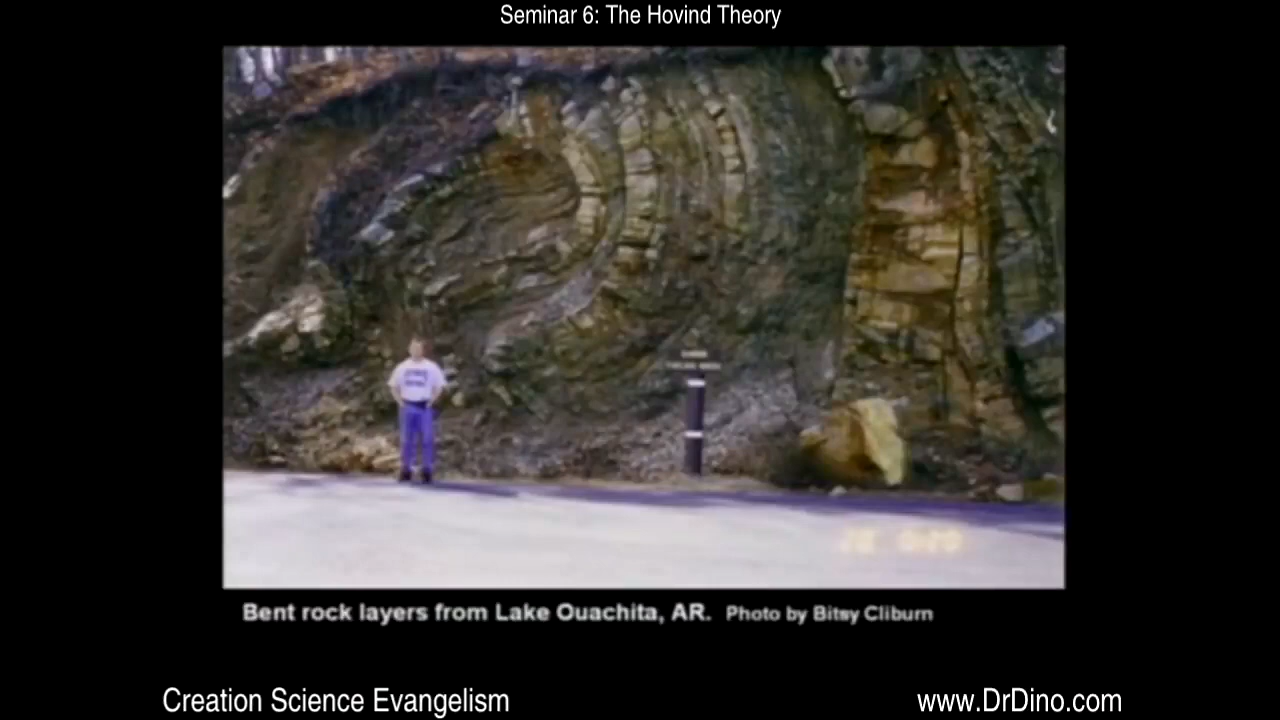 Seminar 6: The Hovind Theory
Bent rock layers from Lake Ouachita, AR. Photo by Bitsy Cliburn
Creation Science Evangelism
www.DrDino.com